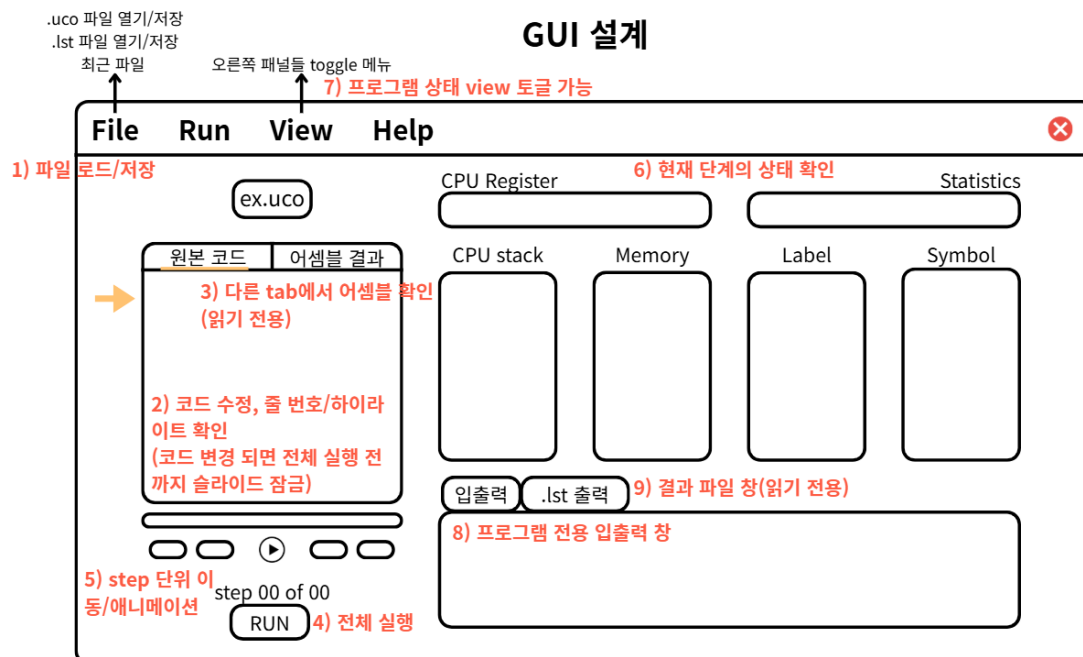 .uco 파일 열기/저장
.lst 파일 열기/저장
최근 파일
GUI 설계
오른쪽 패널들 toggle 메뉴
7) 프로그램 상태 view 토글 가능
File Run View Help
1) 파일 로드/저장
6) 현재 단계의 상태 확인
ex.uco
CPU Register
Statistics
원본 코드
어셈블 결과
CPU stack
Memory
Label
Symbol
3) 다른 tab에서 어셈블 확인
(읽기 전용)
2) 코드 수정, 줄 번호/하이라
이트 확인
(코드 변경 되면 전체 실행 전
까지 슬라이드 잠금)
입출력
.lst 출력
9) 결과 파일 창(읽기 전용)
8) 프로그램 전용 입출력 창
5) step 단위 이
동/애니메이션
step 00 of 00
RUN
4) 전체 실행